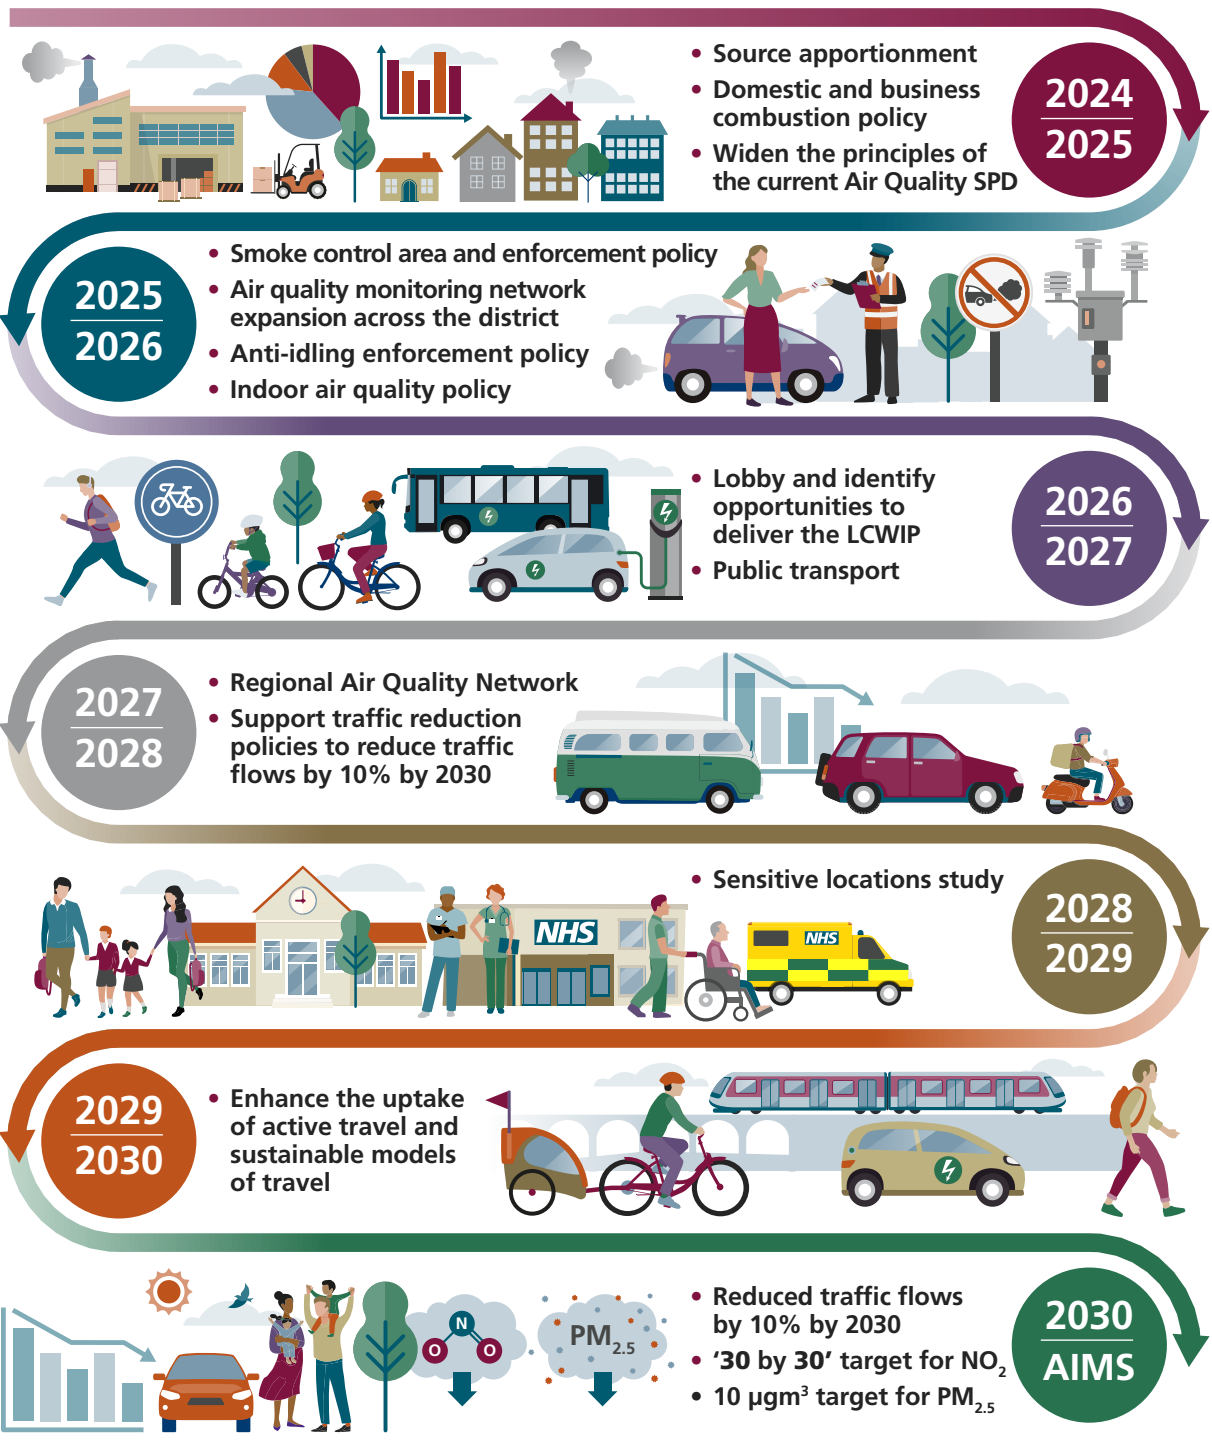 • Source apportionment
• Domestic and business
combustion policy
• Widen the principles of
the current Air Quality SPD
2024
2025
2025
2026
• Smoke control area and enforcement policy
• Air quality monitoring network
expansion across the district
• Anti-idling enforcement policy
• Indoor air quality policy
• Lobby and identify
opportunities to
deliver the LCWIP
• Public transport
2026
2027
2027
2028
• Regional Air Quality Network
• Support traffic reduction
policies to reduce traffic
flows by 10% by 2030
• Sensitive locations study
NHS
NHS
2028
2029
2029
2030
• Enhance the uptake
of active travel and
sustainable models
of travel
N
O O
PM2.5
• Reduced traffic flows
by 10% by 2030
• ‘30 by 30’ target for NO2
• 10 µgm³ target for PM2.5
2030
AIMS